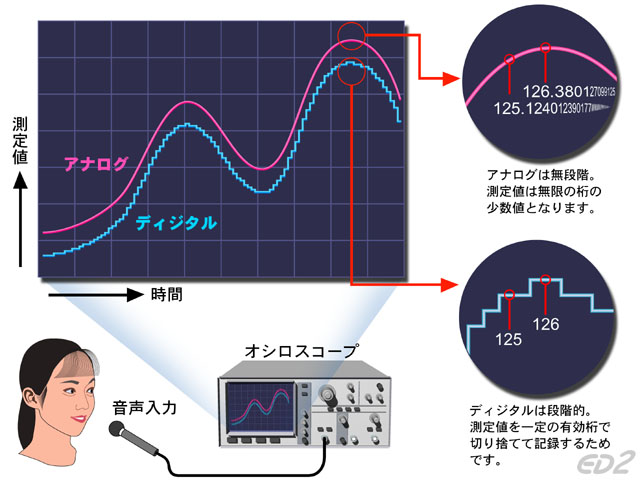 測定値
アナログ
ディジタル
時間
126.380127099125
125.12401239017
アナログは無段階。
測定値は無限の桁の
少数値となります。
125
126
ディジタルは段階的。
測定値を一定の有効桁で
切り捨てて記録するため
です。
オシロスコープ
音声入力
ED2